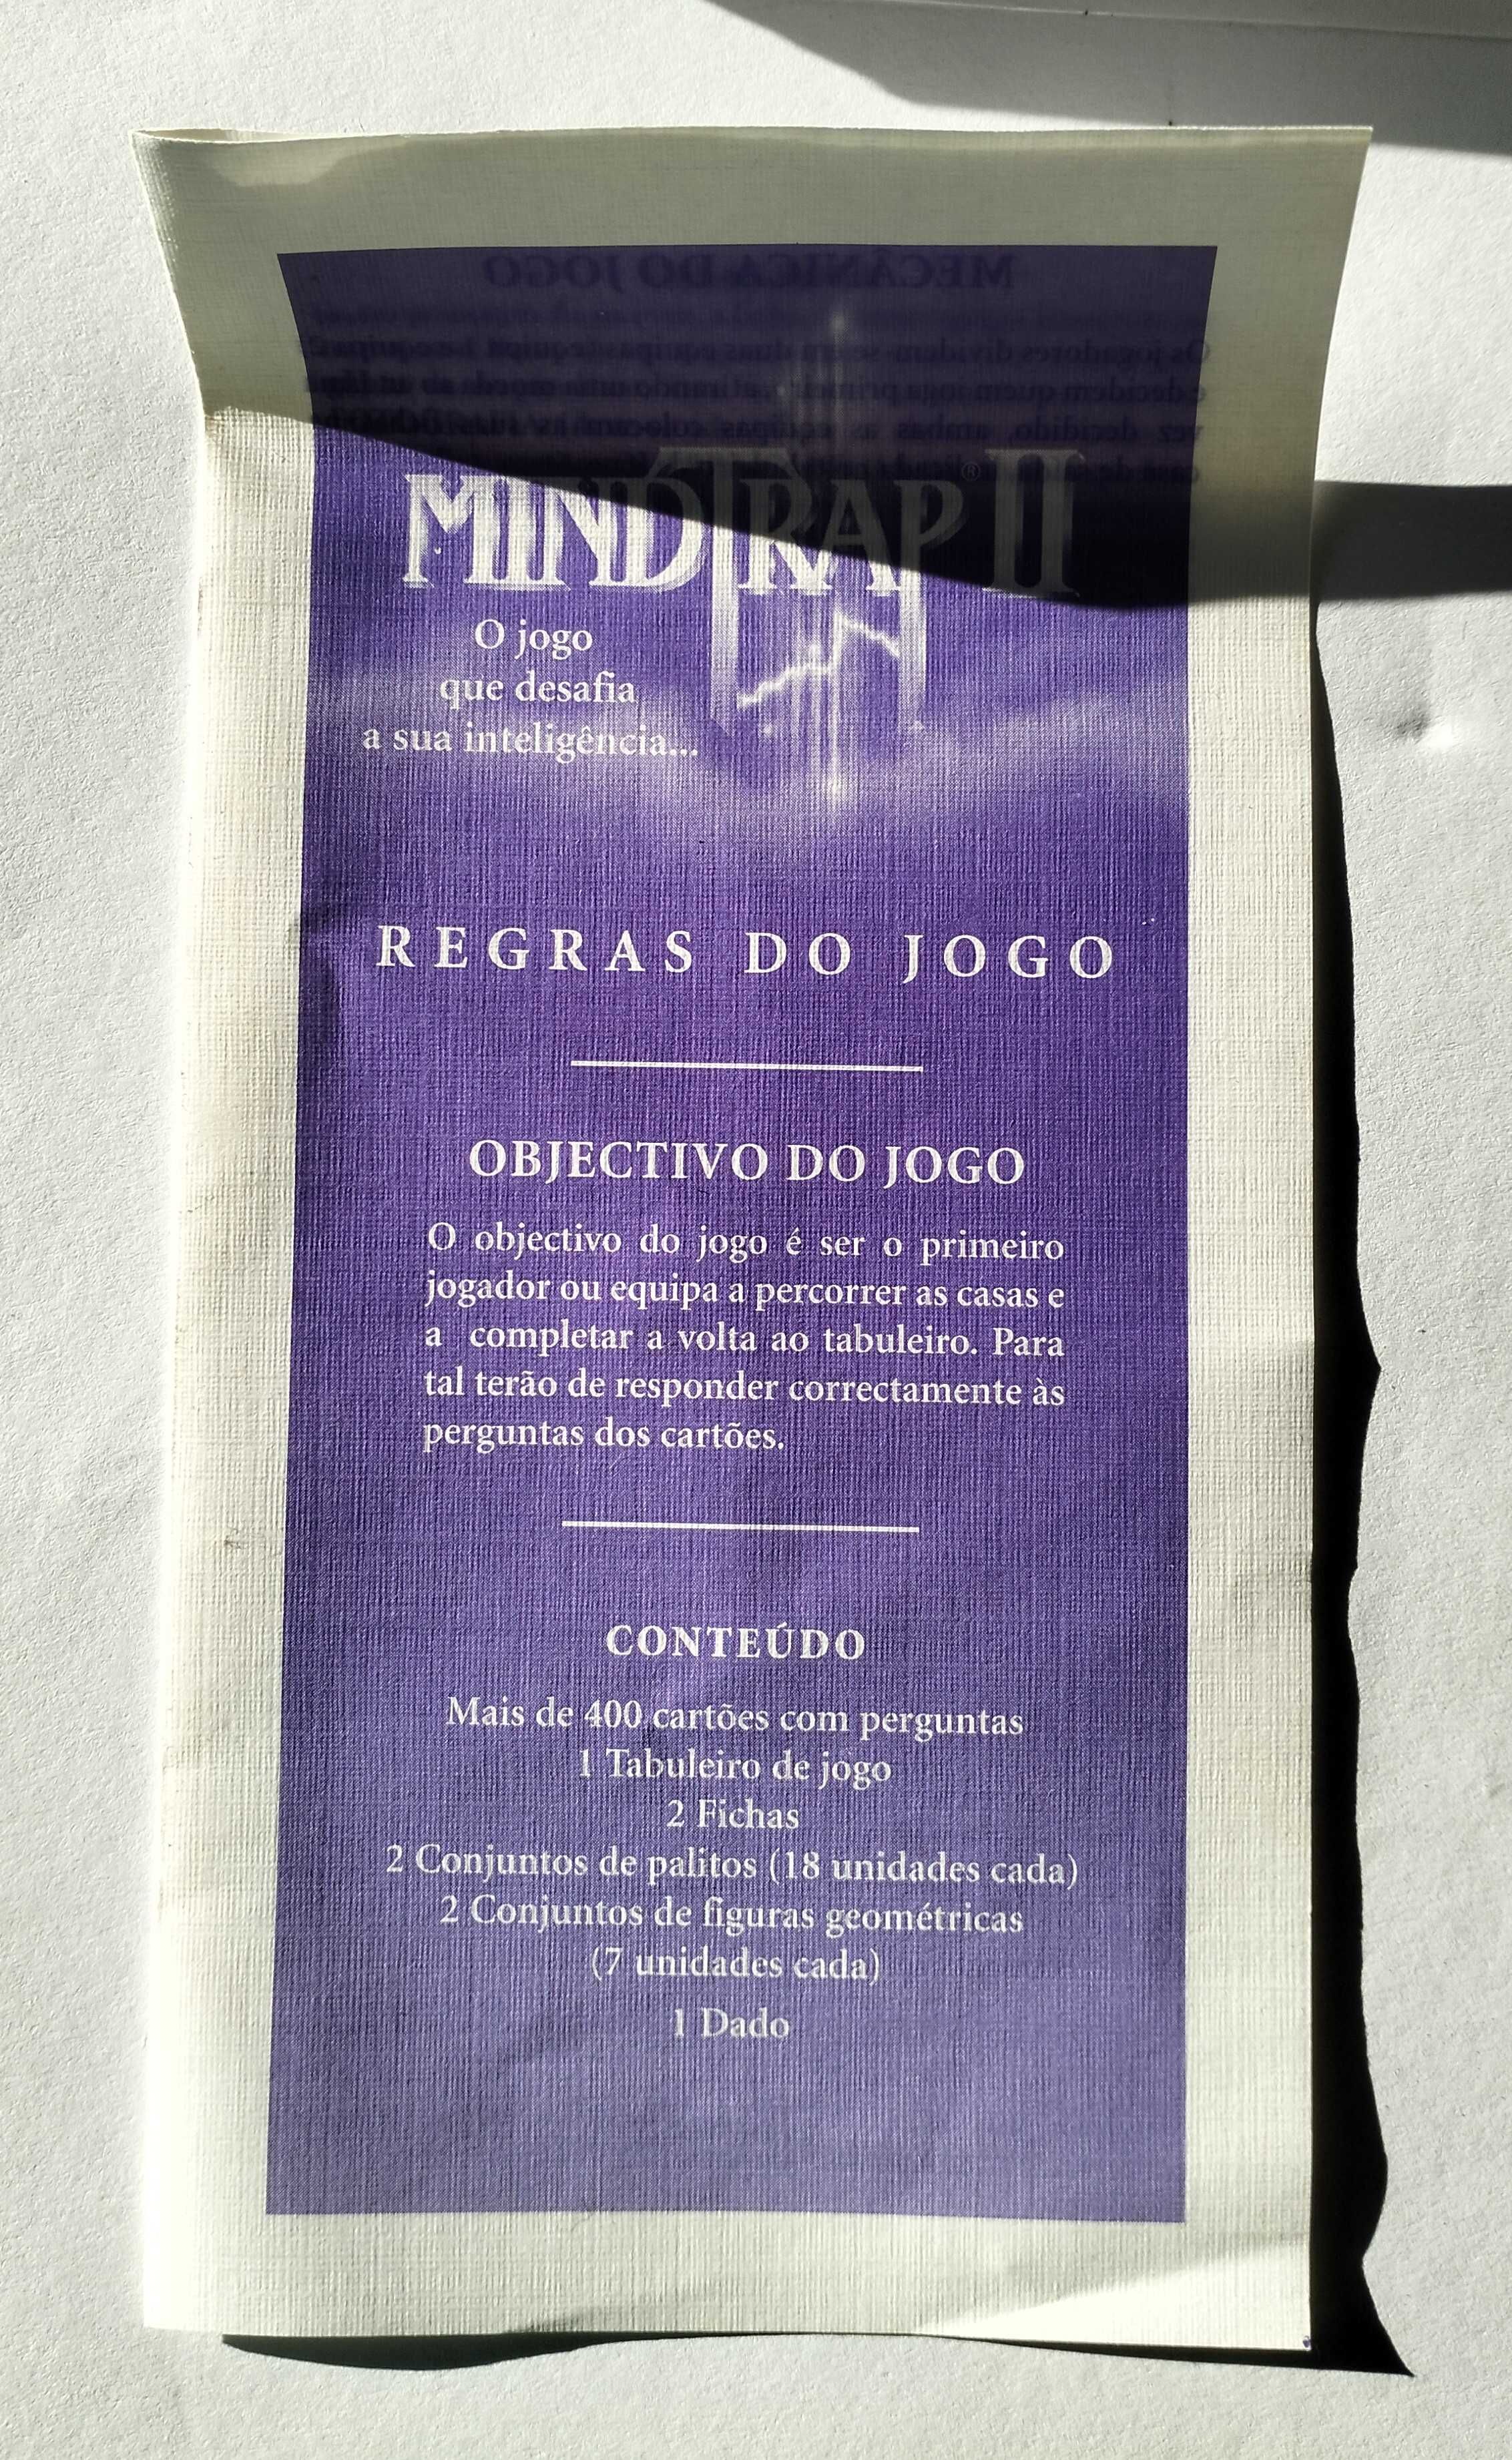 MINDTRAP® II
O jogo
que desafia
a sua inteligência...
REGRAS DO JOGO
OBJECTIVO DO JOGO
O objectivo do jogo é ser o primeiro
jogador ou equipa a percorrer as casas e
a completar a volta ao tabuleiro. Para
tal terão de responder correctamente às
perguntas dos cartões.
CONTEÚDO
Mais de 400 cartões com perguntas
1 Tabuleiro de jogo
2 Fichas
2 Conjuntos de palitos (18 unidades cada)
2 Conjuntos de figuras geométricas
(7 unidades cada)
1 Dado